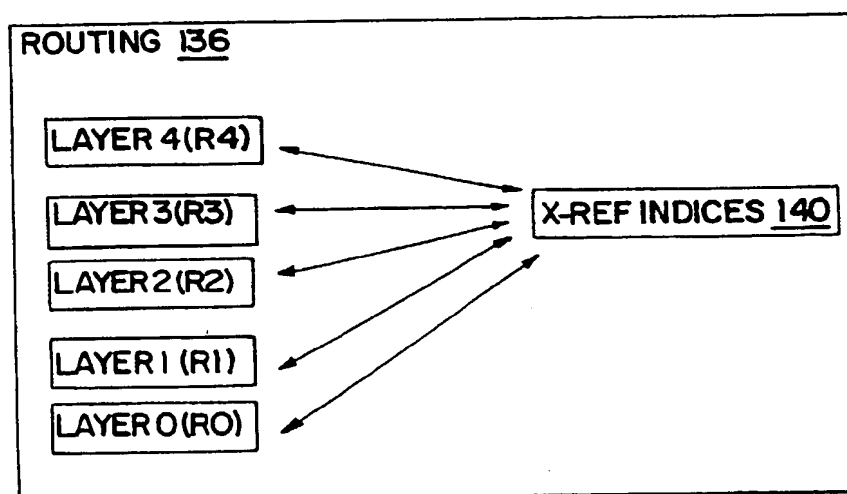 ROUTING 136
LAYER 4(R4)
LAYER 3(R3)
X-REF INDICES 140
LAYER 2(R2)
LAYER 1(R1)
LAYER 0(R0)